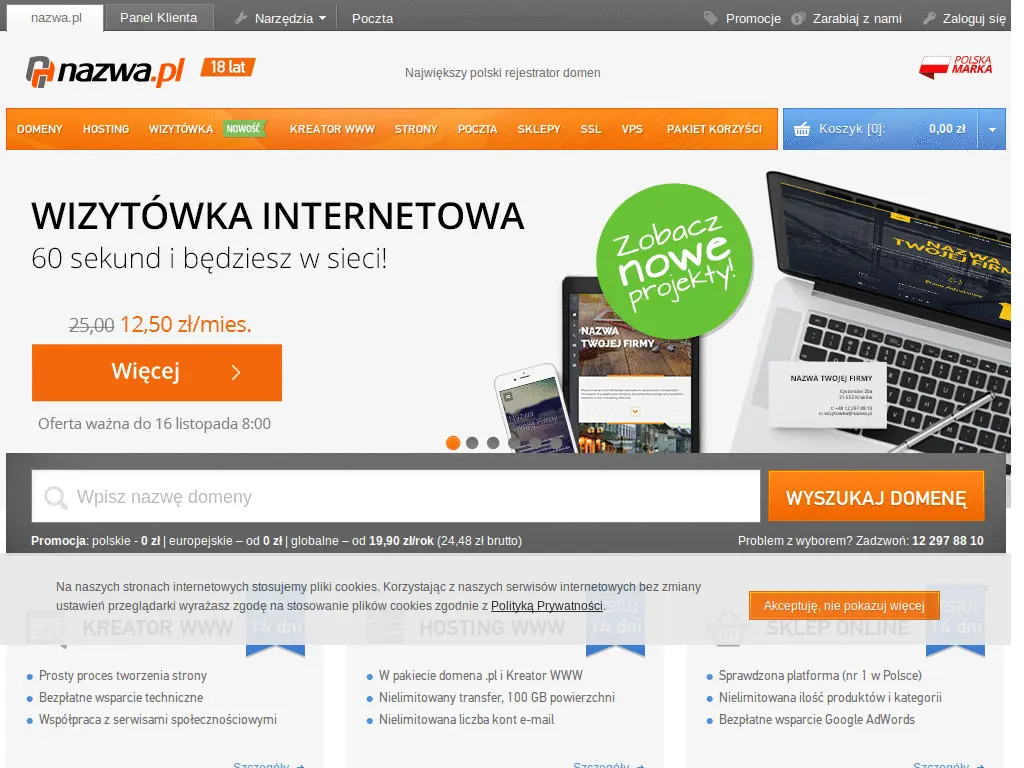 nazwa.pl Panel Klienta Narzędzia Poczta Promocje Zarabiaj z nami Zaloguj się
nazwa.pl 18 lat
Największy polski rejestrator domen
POLSKA
MARKA
DOMENY HOSTING WIZYTÓWKA NOWOŚĆ KREATOR WWW STRONY POCZTA SKLEPY SSL VPS PAKIET KORZYŚCI
Koszyk [0]: 0,00 zł
WIZYTÓWKA INTERNETOWA
60 sekund i będziesz w sieci!
25,00 12,50 zł/mies.
Więcej
Oferta ważna do 16 listopada 8:00
Zobacz
nowe
projekty!
NAZWA
TWOJEJ FIRMY
Nazwa
Twojej Firmy
NAZWA
TWOJEJ FIRM
NAZWA TWOJEJ FIRMY
Wpisz nazwę domeny
WYSZUKAJ DOMENĘ
Promocja: polskie - 0 zł | europejskie – od 0 zł | globalne – od 19,90 zł/rok (24,48 zł brutto)
Problem z wyborem? Zadzwoń: 12 297 88 10
Na naszych stronach internetowych stosujemy pliki cookies. Korzystając z naszych serwisów internetowych bez zmiany
ustawień przeglądarki wyrażasz zgodę na stosowanie plików cookies zgodnie z Polityką Prywatności.
Akceptuję, nie pokazuj więcej
KREATOR WWW
14 dni
HOSTING WWW
14 dni
SKLEP ONLINE
14 dni
Prosty proces tworzenia strony
Bezpłatne wsparcie techniczne
Współpraca z serwisami społecznościowymi
Szczegóły
W pakiecie domena .pl i Kreator WWW
Nielimitowany transfer, 100 GB powierzchni
Nielimitowana liczba kont e-mail
Szczegóły
Sprawdzona platforma (nr 1 w Polsce)
Nielimitowana ilość produktów i kategorii
Bezpłatne wsparcie Google AdWords
Szczegóły